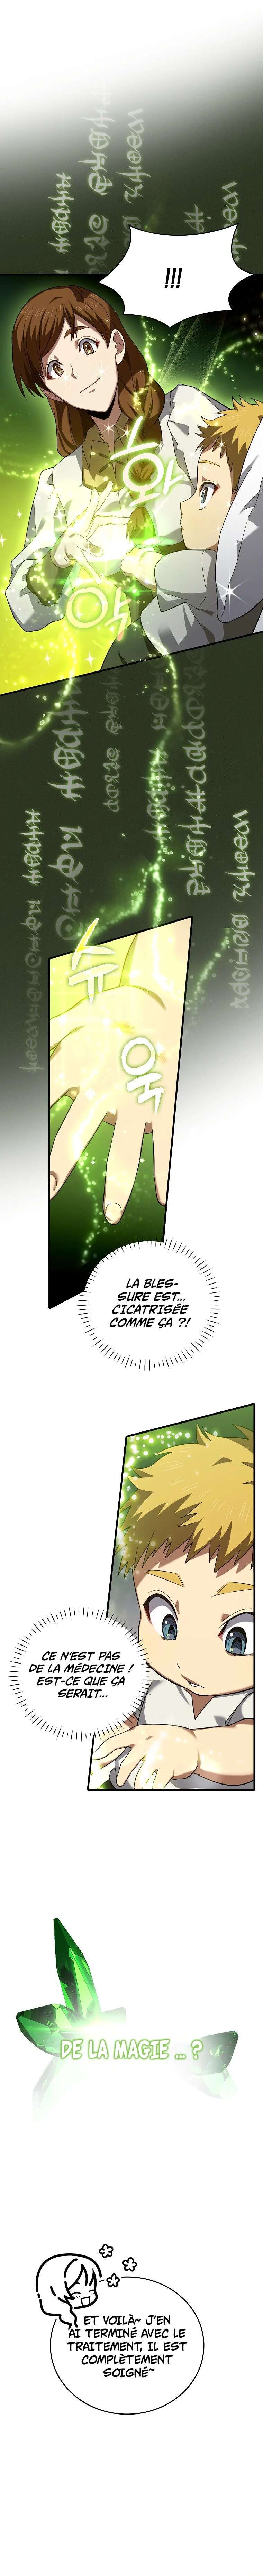 !!!
화
아
슈
욱
LA BLES-
SURE EST...
CICATRISÉE
COMME ÇA ?!
CE N'EST PAS
DE LA MÉDECINE !
EST-CE QUE ÇA
SERAIT...
DE LA MAGIE ... ?
ET VOILÀ~ J'EN
AI TERMINÉ AVEC LE
TRAITEMENT, IL EST
COMPLÈTEMENT
SOIGNÉ~